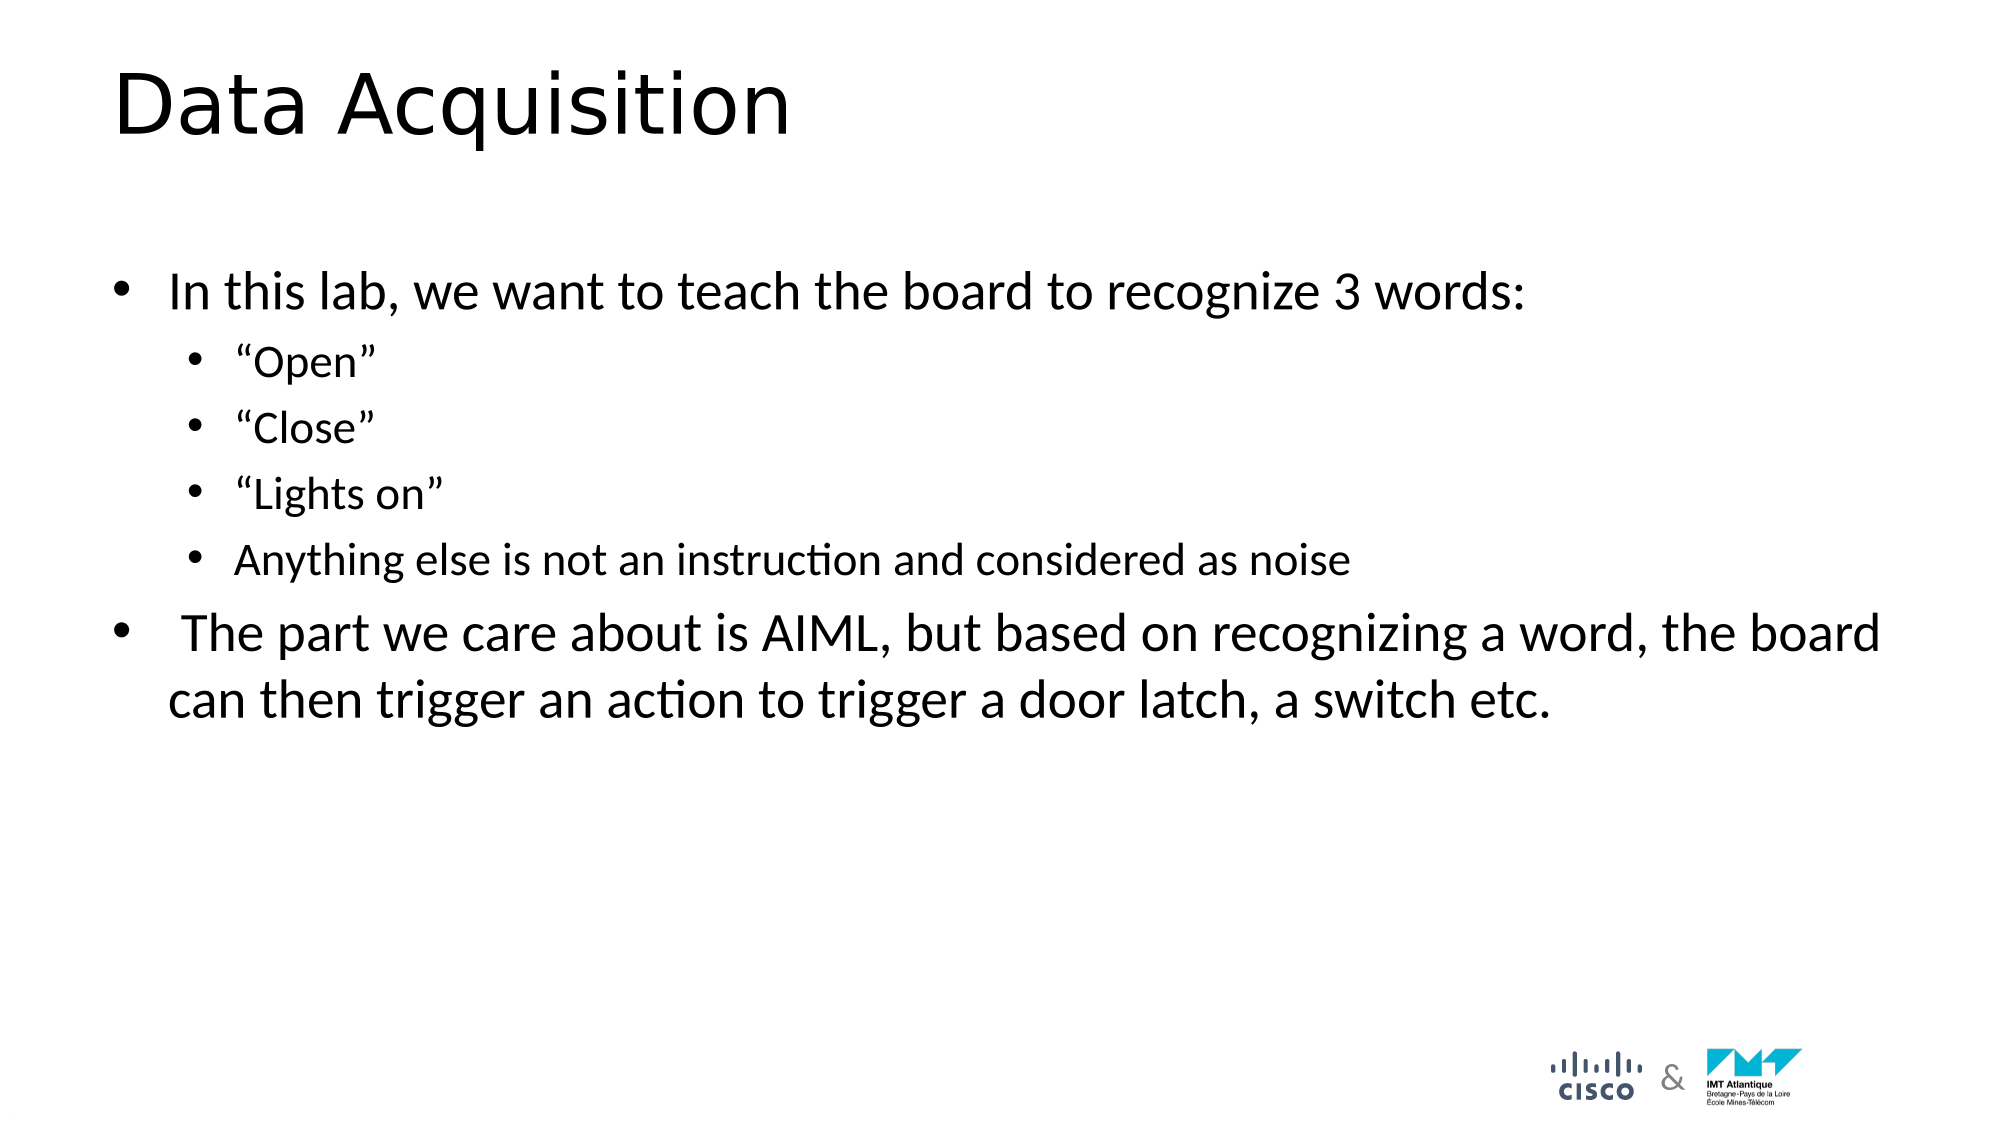 Data Acquisition
• In this lab, we want to teach the board to recognize 3 words:
• “Open”
• “Close”
• “Lights on”
• Anything else is not an instruction and considered as noise
• The part we care about is AIML, but based on recognizing a word, the board
can then trigger an action to trigger a door latch, a switch etc.
CISCO
&
IMT Atlantique
Bretagne-Pays de la Loire
École Mines-Télécom